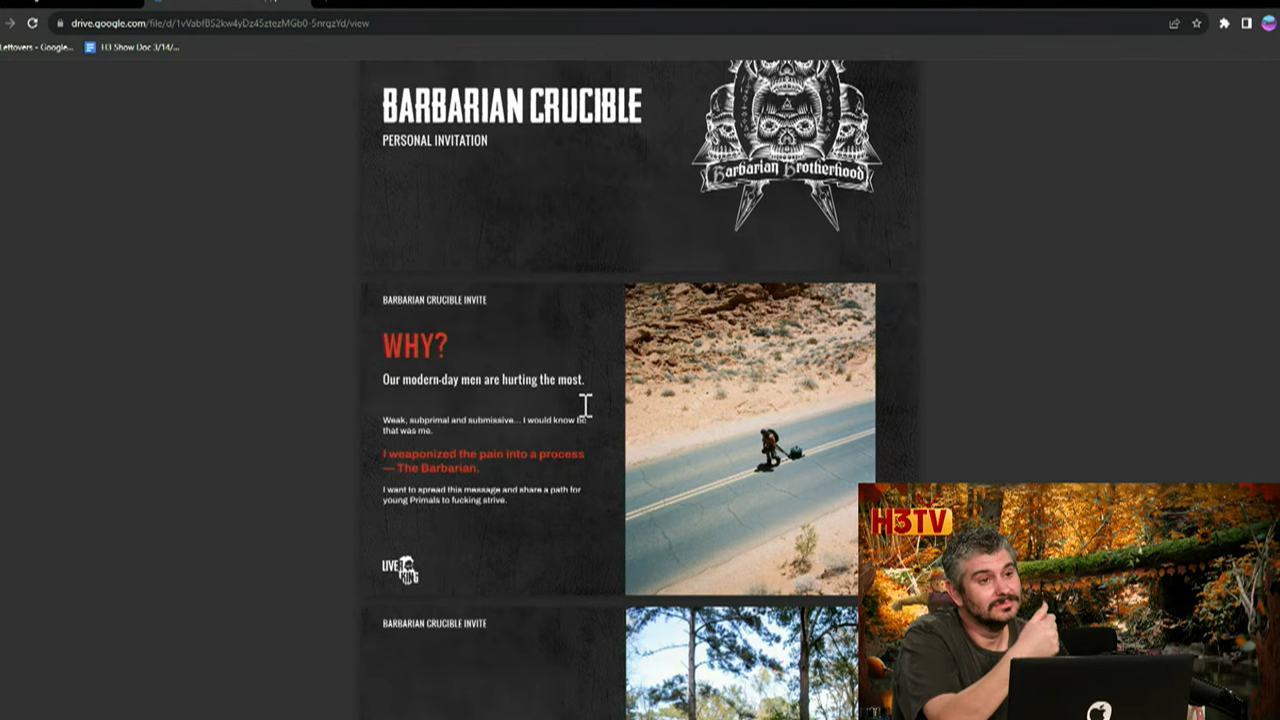 drive.google.com/file/d/1vVabfBS2kw4yDz45ztezMGb0-5nrqzYd/view
Leftovers - Google...
H3 Show Doc 3/14/...
BARBARIAN CRUCIBLE
PERSONAL INVITATION
Barbarian Brotherhood
BARBARIAN CRUCIBLE INVITE
WHY?
Our modern-day men are hurting the most.
Weak, subprimal and submissive... I would know
that was me.
I weaponized the pain into a process
— The Barbarian.
I want to spread this message and share a path for
young Primals to fucking strive.
LIVER KING
H3TV
BARBARIAN CRUCIBLE INVITE